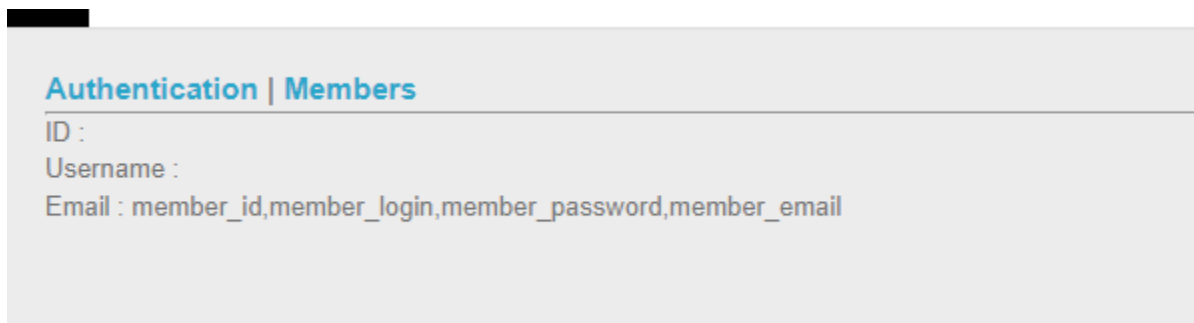 Authentication | Members
ID :
Username :
Email : member_id,member_login,member_password,member_email